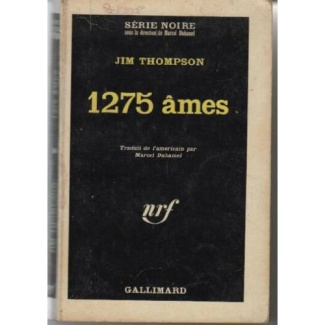 SÉRIE NOIRE
sous la direction de Marcel Duhamel
JIM THOMPSON
1275 âmes
Traduit de l'américain par
Marcel Duhamel
nrf
GALLIMARD